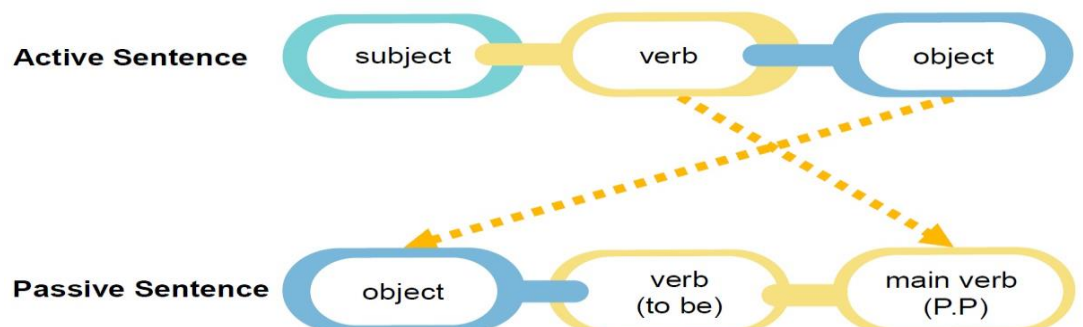 Active Sentence subject verb object
Passive Sentence object verb (to be) main verb (P.P)